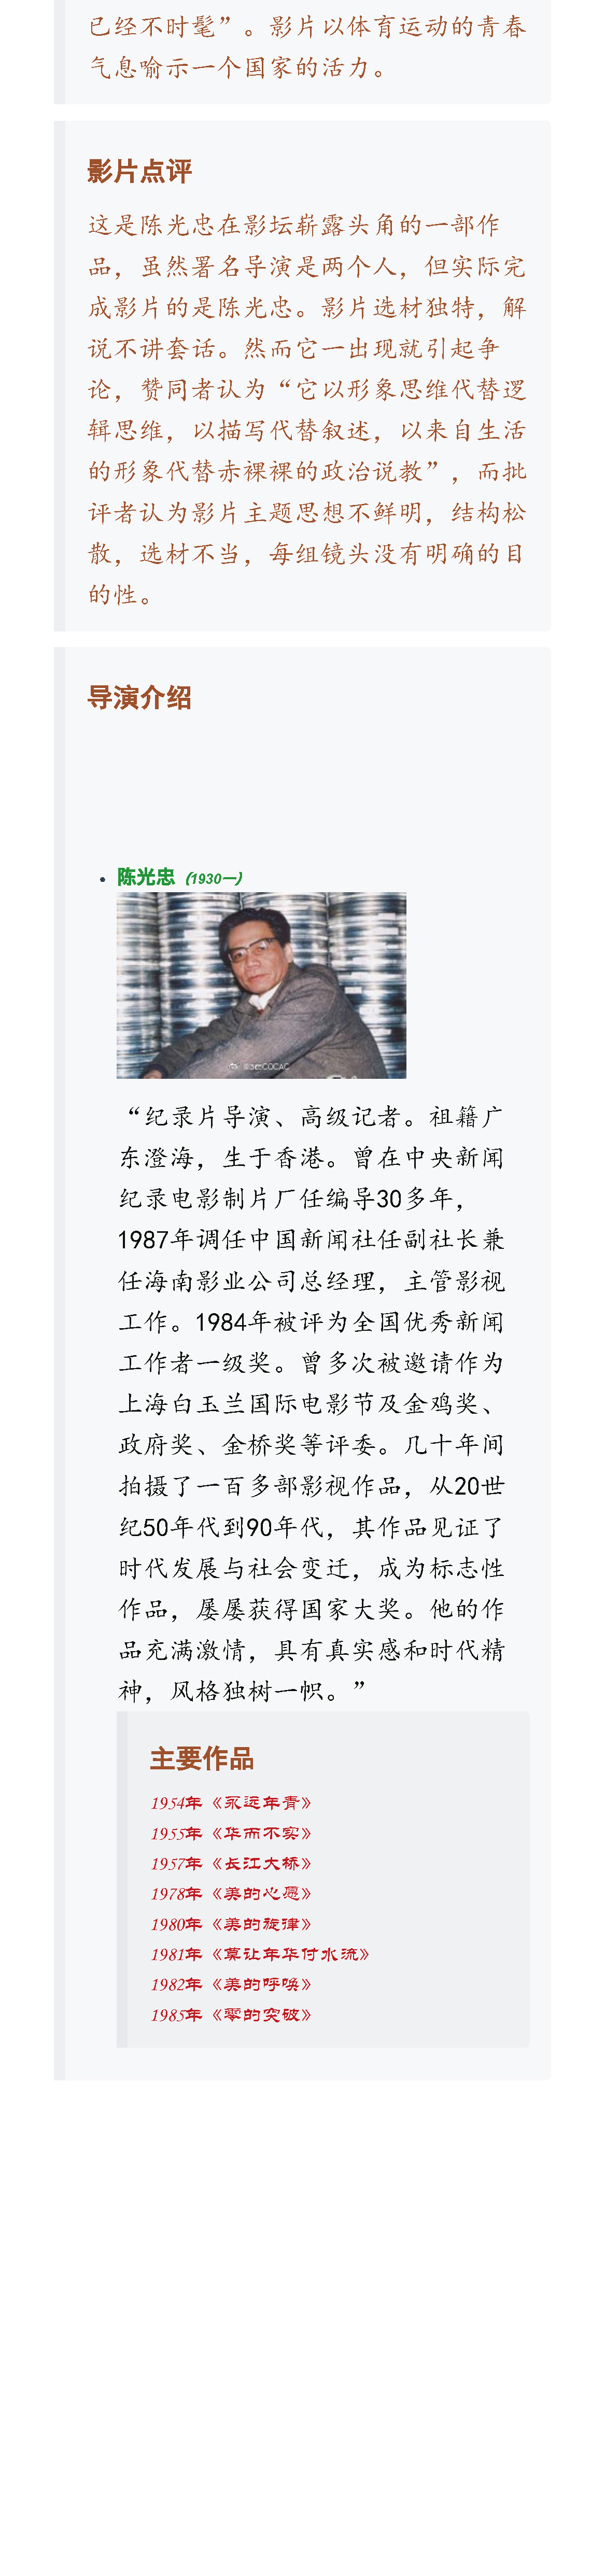 已经不时髦”。影片以体育运动的青春
气息喻示一个国家的活力。
影片点评
这是陈光忠在影坛崭露头角的一部作
品，虽然署名导演是两个人，但实际完
成影片的是陈光忠。影片选材独特，解
说不讲套话。然而它一出现就引起争
论，赞同者认为“它以形象思维代替逻
辑思维，以描写代替叙述，以来自生活
的形象代替赤裸裸的政治说教”，而批
评者认为影片主题思想不鲜明，结构松
散，选材不当，每组镜头没有明确的目
的性。
导演介绍
陈光忠 (1930一)
“纪录片导演、高级记者。祖籍广
东澄海，生于香港。曾在中央新闻
纪录电影制片厂任编导30多年，
1987年调任中国新闻社任副社长兼
任海南影业公司总经理，主管影视
工作。1984年被评为全国优秀新闻
工作者一级奖。曾多次被邀请作为
上海白玉兰国际电影节及金鸡奖、
政府奖、金桥奖等评委。几十年间
拍摄了一百多部影视作品，从20世
纪50年代到90年代，其作品见证了
时代发展与社会变迁，成为标志性
作品，屡屡获得国家大奖。他的作
品充满激情，具有真实感和时代精
神，风格独树一帜。”
主要作品
1954年《永远年青》
1955年《华而不实》
1957年《长江大桥》
1978年《美的心愿》
1980年《美的旋律》
1981年《莫让年华付水流》
1982年《美的呼唤》
1985年《零的突破》